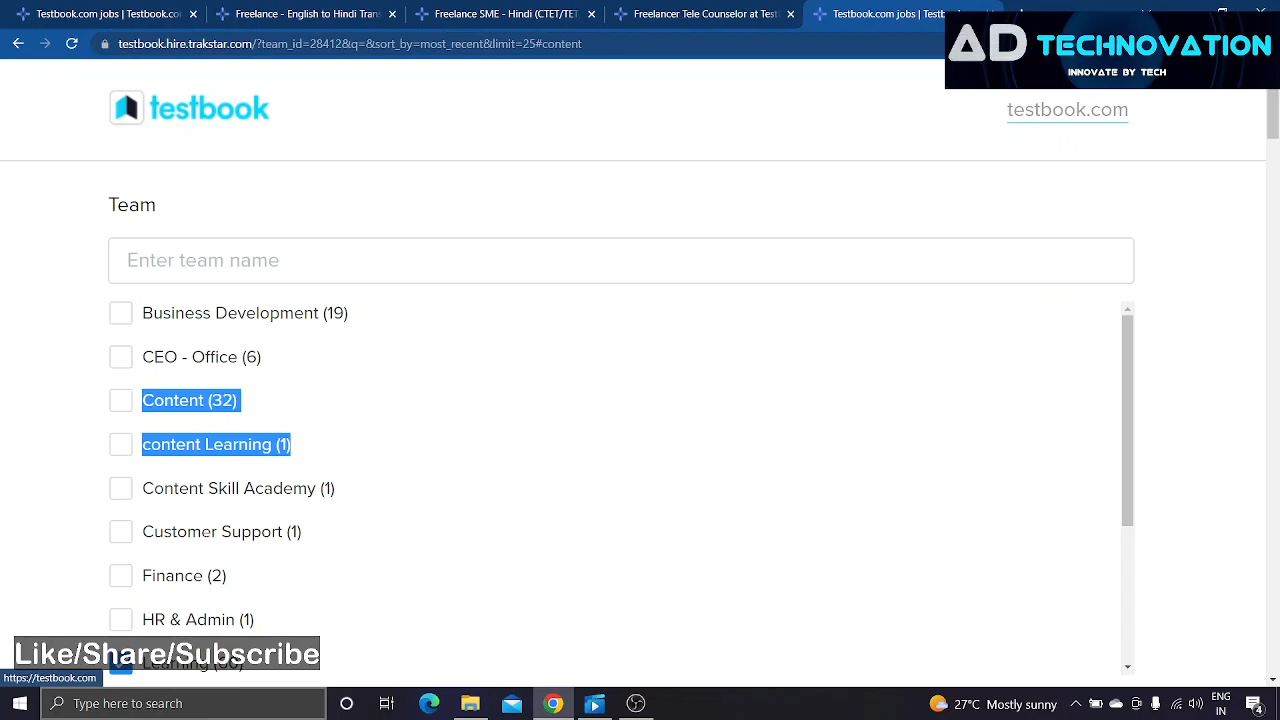 Testbook.com jobs | Testbook.co
Freelance - English to Hindi Tran
Freelance SME - Hindi (CTET/TET
Freelancer Tele Counselor at Test
Testbook.com jobs | Testb
testbook.hire.trakstar.com/?team_id=28412&q=&sort_by=most_recent&limit=25#content
AD TECHNOVATION
INNOVATE BY TECH
testbook
testbook.com
Team
Enter team name
Business Development (19)
CEO - Office (6)
Content (32)
content Learning (1)
Content Skill Academy (1)
Customer Support (1)
Finance (2)
HR & Admin (1)
Like/Share/Subscribe
https://testbook.com
Type here to search
27°C Mostly sunny
ENG
IN